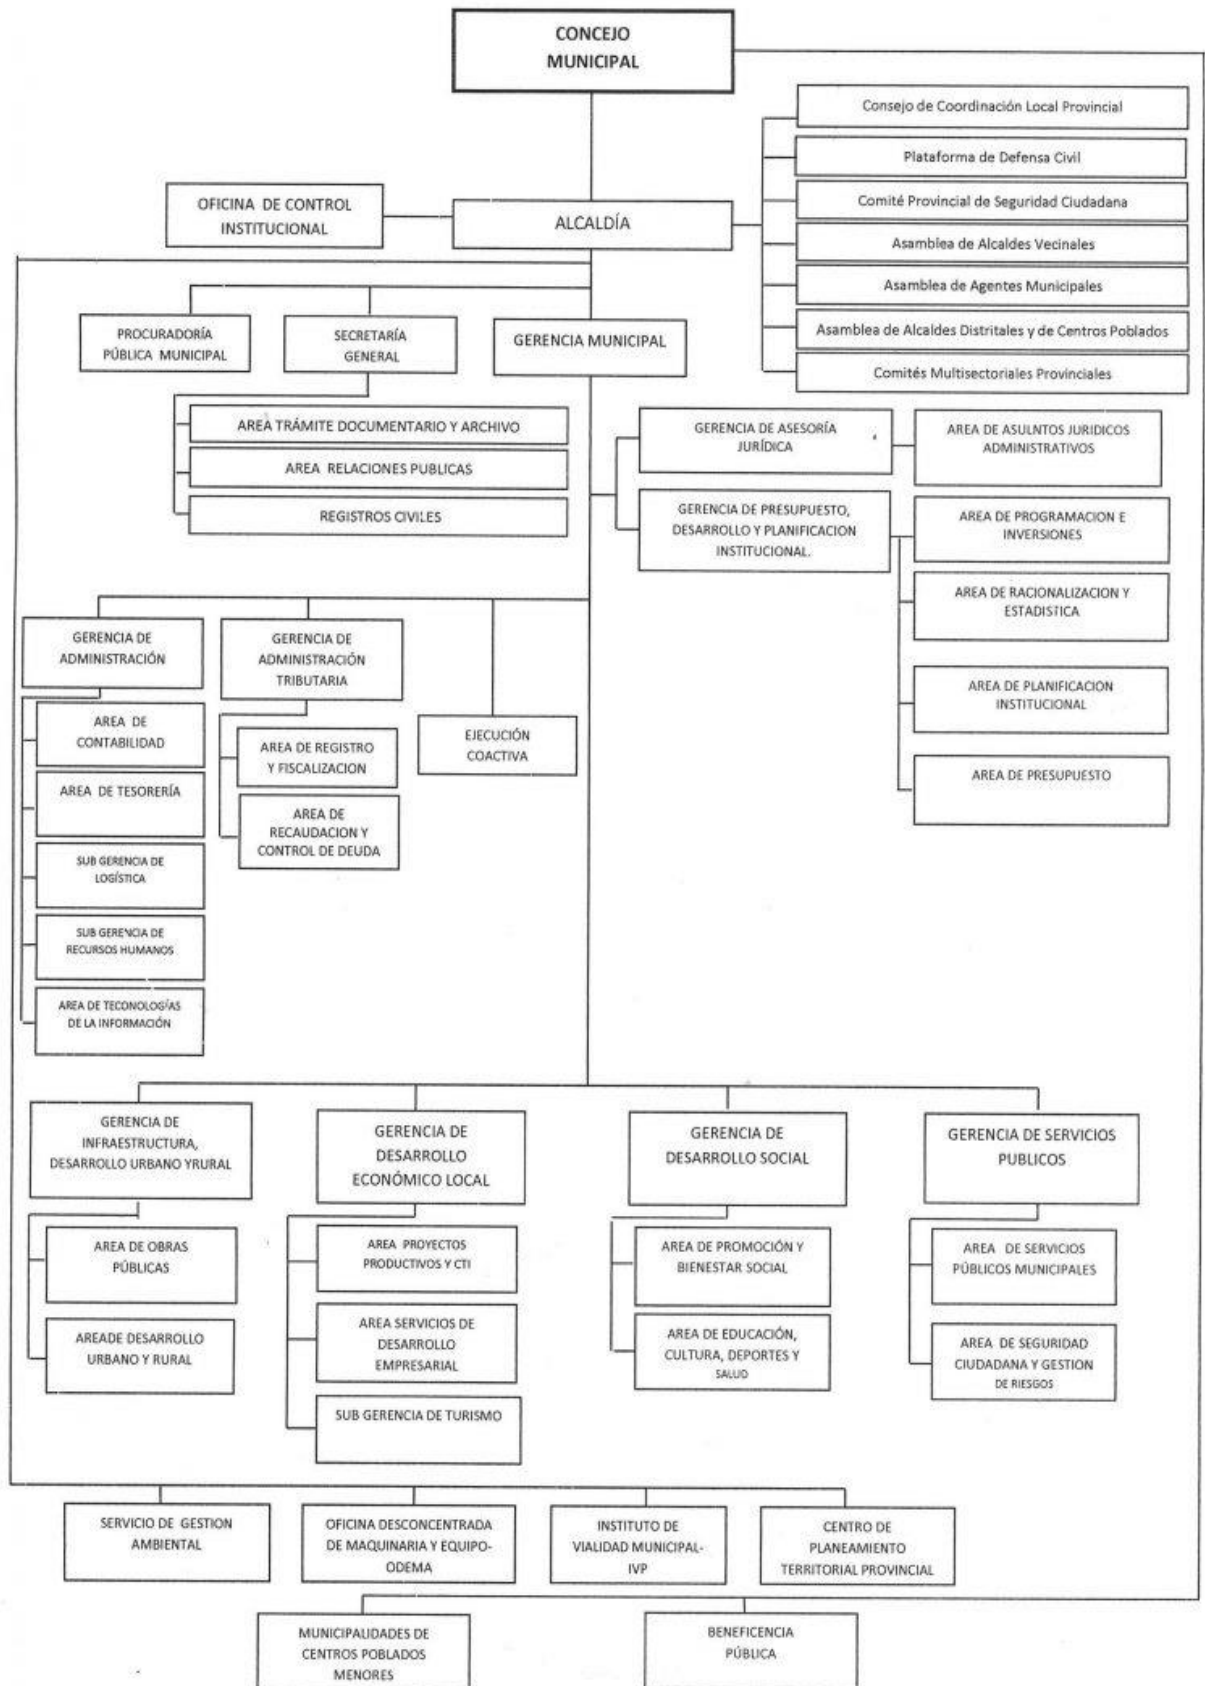 CONCEJO
MUNICIPAL
Consejo de Coordinación Local Provincial
Plataforma de Defensa Civil
Comité Provincial de Seguridad Ciudadana
Asamblea de Alcaldes Vecinales
Asamblea de Agentes Municipales
Asamblea de Alcaldes Distritales y de Centros Poblados
Comités Multisectoriales Provinciales
OFICINA DE CONTROL
INSTITUCIONAL
ALCALDÍA
PROCURADORÍA
PÚBLICA MUNICIPAL
SECRETARÍA
GENERAL
GERENCIA MUNICIPAL
AREA TRÁMITE DOCUMENTARIO Y ARCHIVO
AREA RELACIONES PUBLICAS
REGISTROS CIVILES
GERENCIA DE ASESORÍA
JURÍDICA
AREA DE ASULNTOS JURIDICOS
ADMINISTRATIVOS
GERENCIA DE PRESUPUESTO,
DESARROLLO Y PLANIFICACION
INSTITUCIONAL.
AREA DE PROGRAMACION E
INVERSIONES
AREA DE RACIONALIZACION Y
ESTADISTICA
AREA DE PLANIFICACION
INSTITUCIONAL
AREA DE PRESUPUESTO
GERENCIA DE
ADMINISTRACIÓN
AREA DE
CONTABILIDAD
AREA DE TESORERÍA
SUB GERENCIA DE
LOGÍSTICA
SUB GERENCIA DE
RECURSOS HUMANOS
AREA DE TECONOLOGÍAS
DE LA INFORMACIÓN
GERENCIA DE
ADMINISTRACIÓN
TRIBUTARIA
AREA DE REGISTRO
Y FISCALIZACION
AREA DE
RECAUDACION Y
CONTROL DE DEUDA
EJECUCIÓN
COACTIVA
GERENCIA DE
INFRAESTRUCTURA,
DESARROLLO URBANO YRURAL
AREA DE OBRAS
PÚBLICAS
AREADE DESARROLLO
URBANO Y RURAL
GERENCIA DE
DESARROLLO
ECONÓMICO LOCAL
AREA PROYECTOS
PRODUCTIVOS Y CTI
AREA SERVICIOS DE
DESARROLLO
EMPRESARIAL
SUB GERENCIA DE TURISMO
GERENCIA DE
DESARROLLO SOCIAL
AREA DE PROMOCIÓN Y
BIENESTAR SOCIAL
AREA DE EDUCACIÓN,
CULTURA, DEPORTES Y
SALUD
GERENCIA DE SERVICIOS
PUBLICOS
AREA DE SERVICIOS
PÚBLICOS MUNICIPALES
AREA DE SEGURIDAD
CIUDADANA Y GESTION
DE RIESGOS
SERVICIO DE GESTION
AMBIENTAL
OFICINA DESCONCENTRADA
DE MAQUINARIA Y EQUIPO-
ODEMA
INSTITUTO DE
VIALIDAD MUNICIPAL-
IVP
CENTRO DE
PLANEAMIENTO
TERRITORIAL PROVINCIAL
MUNICIPALIDADES DE
CENTROS POBLADOS
MENORES
BENEFICENCIA
PÚBLICA